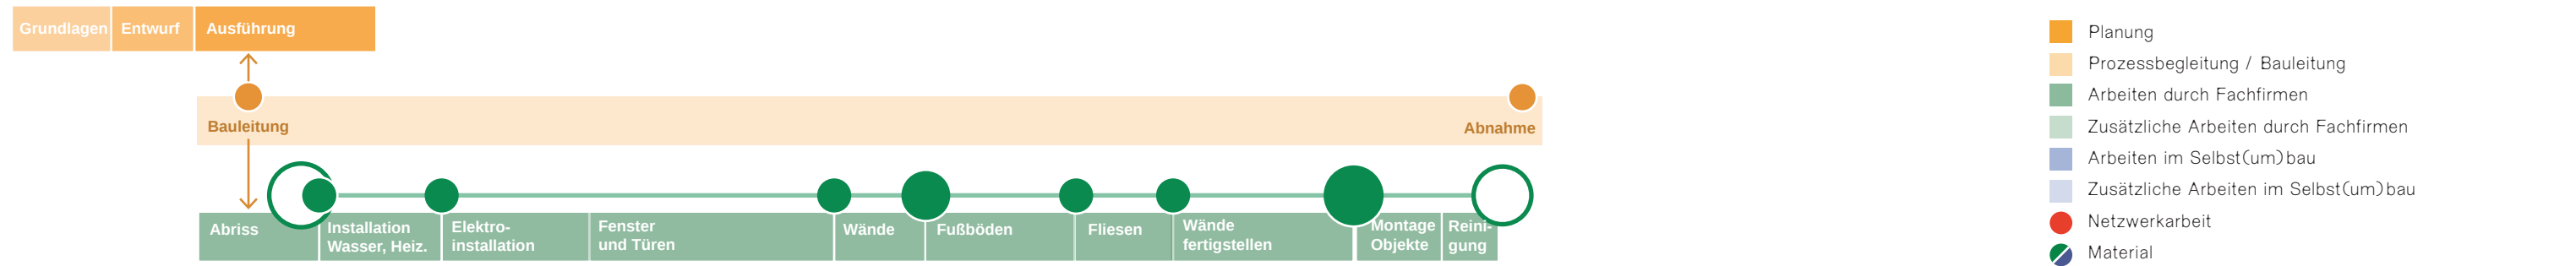 Grundlagen
Entwurf
Ausführung
Bauleitung
Abnahme
Abriss
Installation
Wasser, Heiz.
Elektro-
installation
Fenster
und Türen
Wände
Fußböden
Fliesen
Wände
fertigstellen
Montage
Objekte
Reini-
gung
Planung
Prozessbegleitung / Bauleitung
Arbeiten durch Fachfirmen
Zusätzliche Arbeiten durch Fachfirmen
Arbeiten im Selbst(um)bau
Zusätzliche Arbeiten im Selbst(um)bau
Netzwerkarbeit
Material